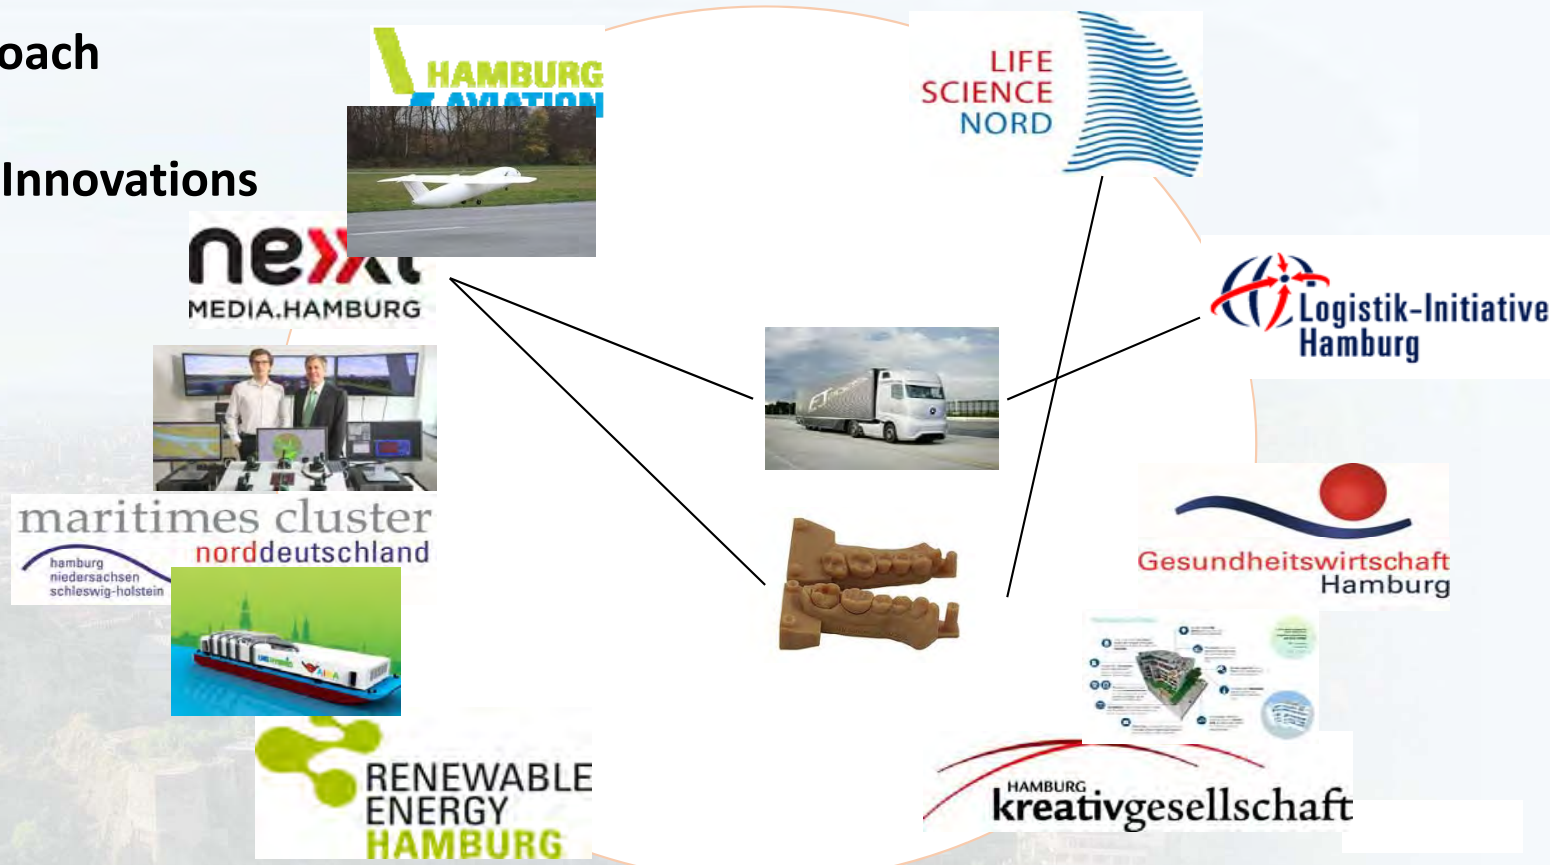 oach
Innovations
HAMBURG
AVIATION
LIFE
SCIENCE
NORD
nexxt
MEDIA.HAMBURG
Logistik-Initiative
Hamburg
maritimes cluster
norddeutschland
hamburg
niedersachsen
schleswig-holstein
Gesundheitswirtschaft
Hamburg
RENEWABLE
ENERGY
HAMBURG
HAMBURG
kreativgesellschaft